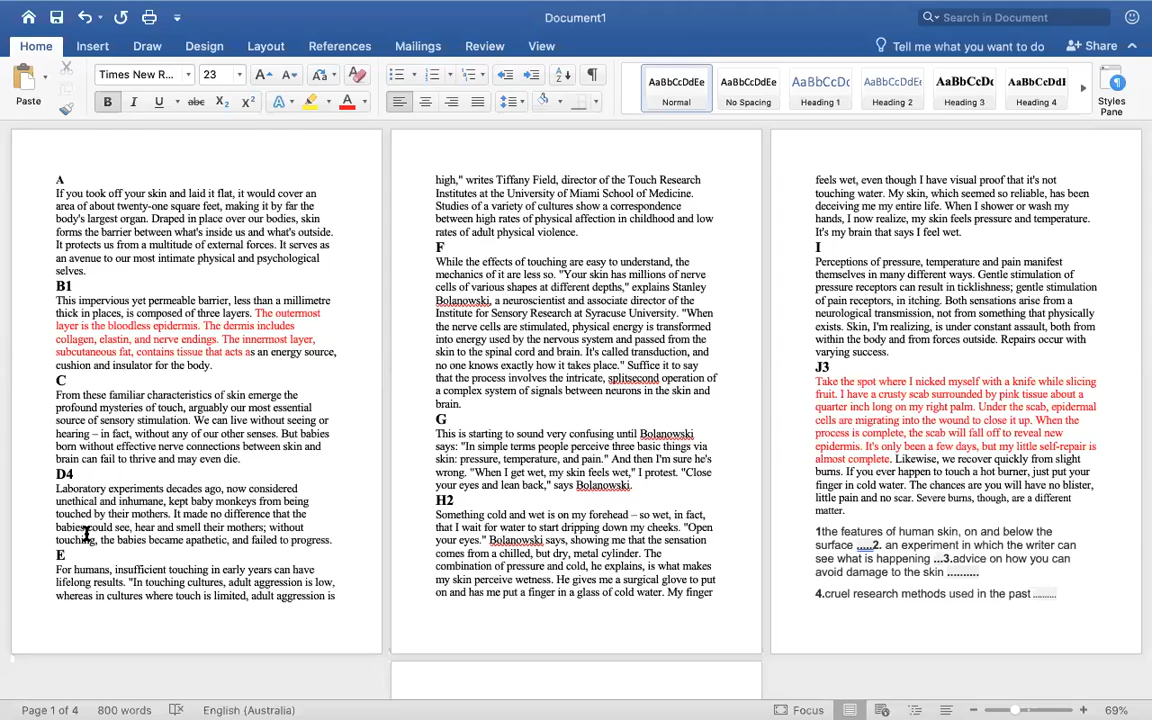 Document1
Search in Document
Home Insert Draw Design Layout References Mailings Review View
Tell me what you want to do
Share
Paste
Times New R...
23
AaBbCcDdEe
Normal
AaBbCcDdEe
No Spacing
AaBbCcDc
Heading 1
AaBbCcDdEe
Heading 2
AaBbCcDc
Heading 3
AaBbCcDdI
Heading 4
Styles
Pane
A
If you took off your skin and laid it flat, it would cover an
area of about twenty-one square feet, making it by far the
body's largest organ. Draped in place over our bodies, skin
forms the barrier between what's inside us and what's outside.
It protects us from a multitude of external forces. It serves as
an avenue to our most intimate physical and psychological
selves.
B1
This impervious yet permeable barrier, less than a millimetre
thick in places, is composed of three layers. The outermost
layer is the bloodless epidermis. The dermis includes
collagen, elastin, and nerve endings. The innermost layer,
subcutaneous fat, contains tissue that acts as an energy source,
cushion and insulator for the body.
C
From these familiar characteristics of skin emerge the
profound mysteries of touch, arguably our most essential
source of sensory stimulation. We can live without seeing or
hearing – in fact, without any of our other senses. But babies
born without effective nerve connections between skin and
brain can fail to thrive and may even die.
D4
Laboratory experiments decades ago, now considered
unethical and inhumane, kept baby monkeys from being
touched by their mothers. It made no difference that the
babies could see, hear and smell their mothers; without
touching, the babies became apathetic, and failed to progress.
E
For humans, insufficient touching in early years can have
lifelong results. "In touching cultures, adult aggression is low,
whereas in cultures where touch is limited, adult aggression is
high," writes Tiffany Field, director of the Touch Research
Institutes at the University of Miami School of Medicine.
Studies of a variety of cultures show a correspondence
between high rates of physical affection in childhood and low
rates of adult physical violence.
F
While the effects of touching are easy to understand, the
mechanics of it are less so. "Your skin has millions of nerve
cells of various shapes at different depths," explains Stanley
Bolanowski, a neuroscientist and associate director of the
Institute for Sensory Research at Syracuse University. "When
the nerve cells are stimulated, physical energy is transformed
into energy used by the nervous system and passed from the
skin to the spinal cord and brain. It's called transduction, and
no one knows exactly how it takes place." Suffice it to say
that the process involves the intricate, splitsecond operation of
a complex system of signals between neurons in the skin and
brain.
G
This is starting to sound very confusing until Bolanowski
says: "In simple terms people perceive three basic things via
skin: pressure, temperature, and pain." And then I'm sure he's
wrong. "When I get wet, my skin feels wet," I protest. "Close
your eyes and lean back," says Bolanowski.
H2
Something cold and wet is on my forehead – so wet, in fact,
that I wait for water to start dripping down my cheeks. "Open
your eyes." Bolanowski says, showing me that the sensation
comes from a chilled, but dry, metal cylinder. The
combination of pressure and cold, he explains, is what makes
my skin perceive wetness. He gives me a surgical glove to put
on and has me put a finger in a glass of cold water. My finger
feels wet, even though I have visual proof that it's not
touching water. My skin, which seemed so reliable, has been
deceiving me my entire life. When I shower or wash my
hands, I now realize, my skin feels pressure and temperature.
It's my brain that says I feel wet.
I
Perceptions of pressure, temperature and pain manifest
themselves in many different ways. Gentle stimulation of
pressure receptors can result in ticklishness; gentle stimulation
of pain receptors, in itching. Both sensations arise from a
neurological transmission, not from something that physically
exists. Skin, I'm realizing, is under constant assault, both from
within the body and from forces outside. Repairs occur with
varying success.
J3
Take the spot where I nicked myself with a knife while slicing
fruit. I have a crusty scab surrounded by pink tissue about a
quarter inch long on my right palm. Under the scab, epidermal
cells are migrating into the wound to close it up. When the
process is complete, the scab will fall off to reveal new
epidermis. It's only been a few days, but my little self-repair is
almost complete. Likewise, we recover quickly from slight
burns. If you ever happen to touch a hot burner, just put your
finger in cold water. The chances are you will have no blister,
little pain and no scar. Severe burns, though, are a different
matter.
1the features of human skin, on and below the
surface .....2. an experiment in which the writer can
see what is happening ...3.advice on how you can
avoid damage to the skin ..........
4.cruel research methods used in the past ..........
Page 1 of 4 800 words English (Australia) Focus 69%